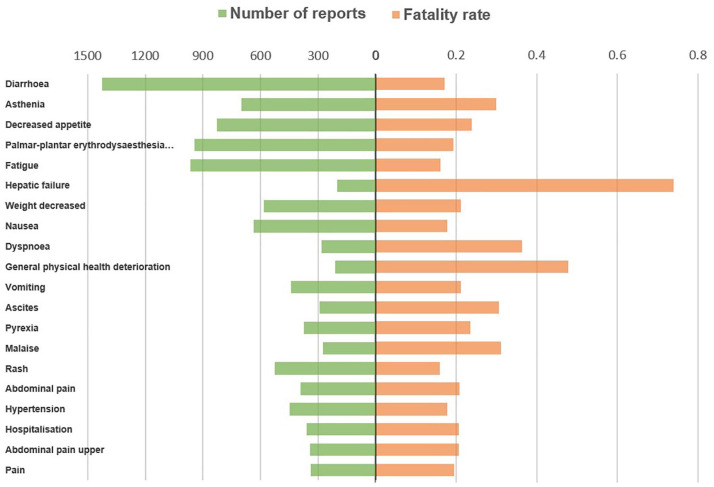 Number of reports Fatality rate
1500 1200 900 600 300 0 0.2 0.4 0.6 0.8
Diarrhoea
Asthenia
Decreased appetite
Palmar-plantar erythrodysaesthesia…
Fatigue
Hepatic failure
Weight decreased
Nausea
Dyspnoea
General physical health deterioration
Vomiting
Ascites
Pyrexia
Malaise
Rash
Abdominal pain
Hypertension
Hospitalisation
Abdominal pain upper
Pain